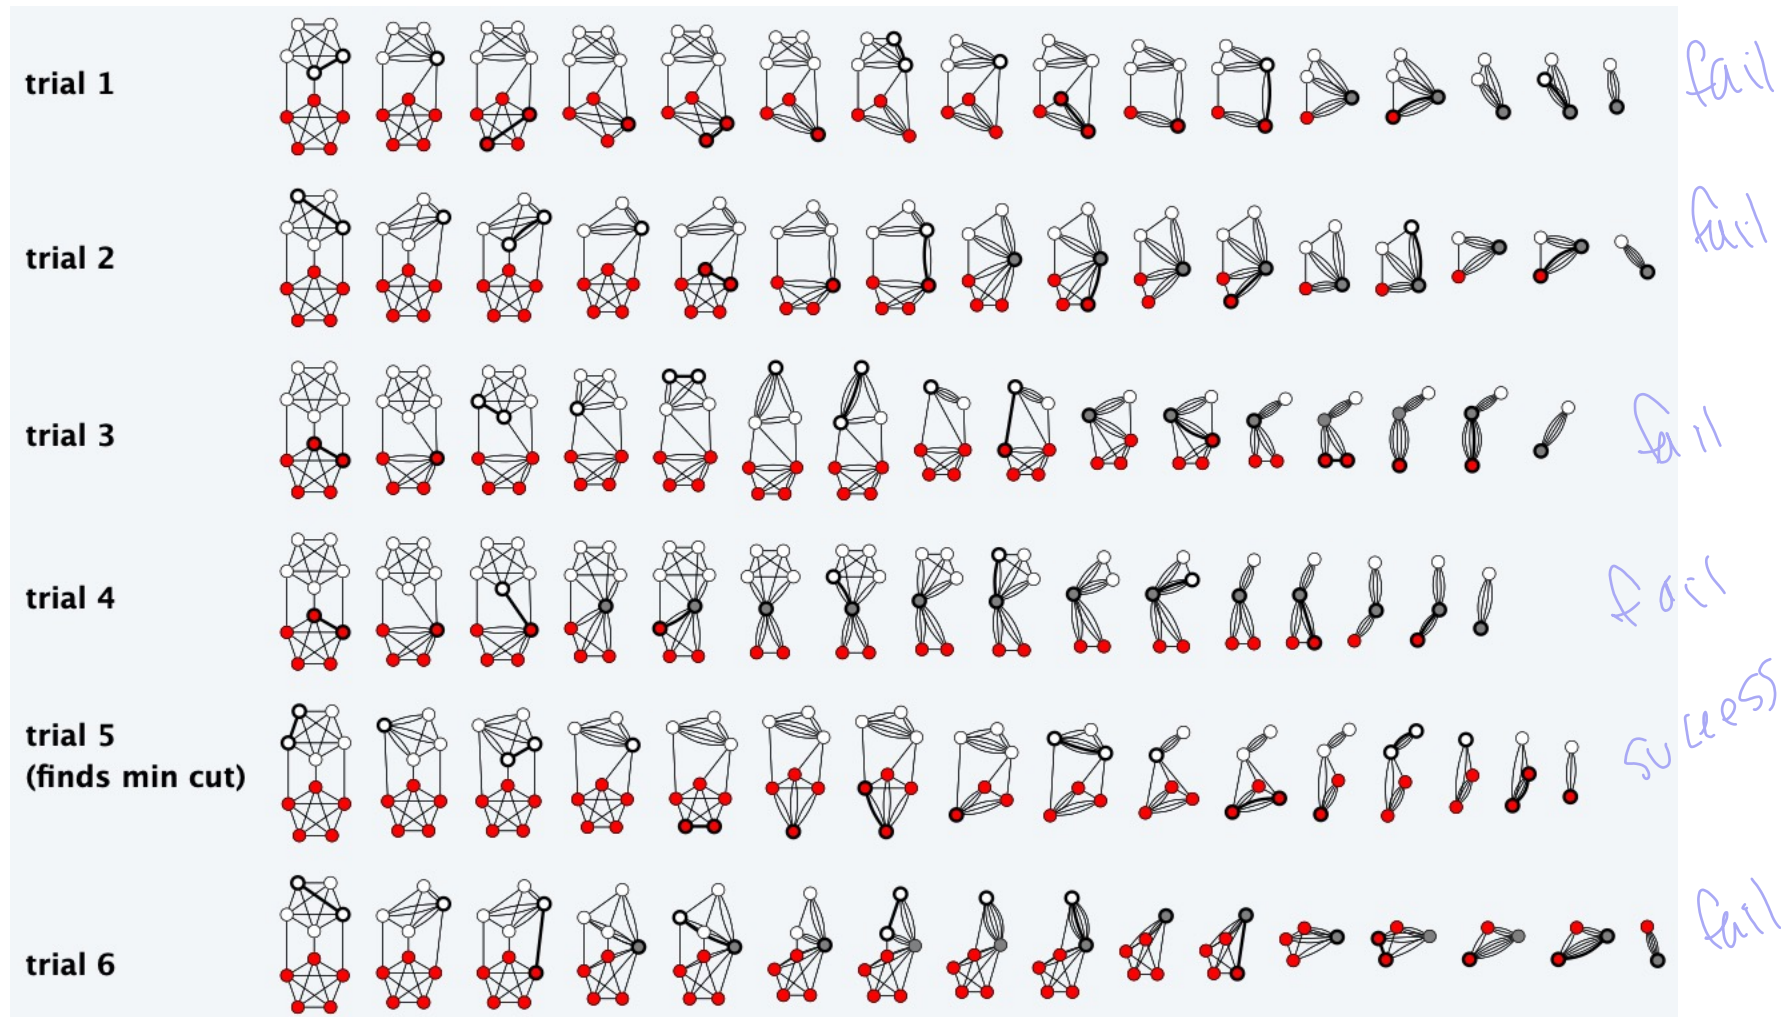 trial 1
fail
trial 2
fail
trial 3
fail
trial 4
fail
trial 5
(finds min cut)
success
trial 6
fail